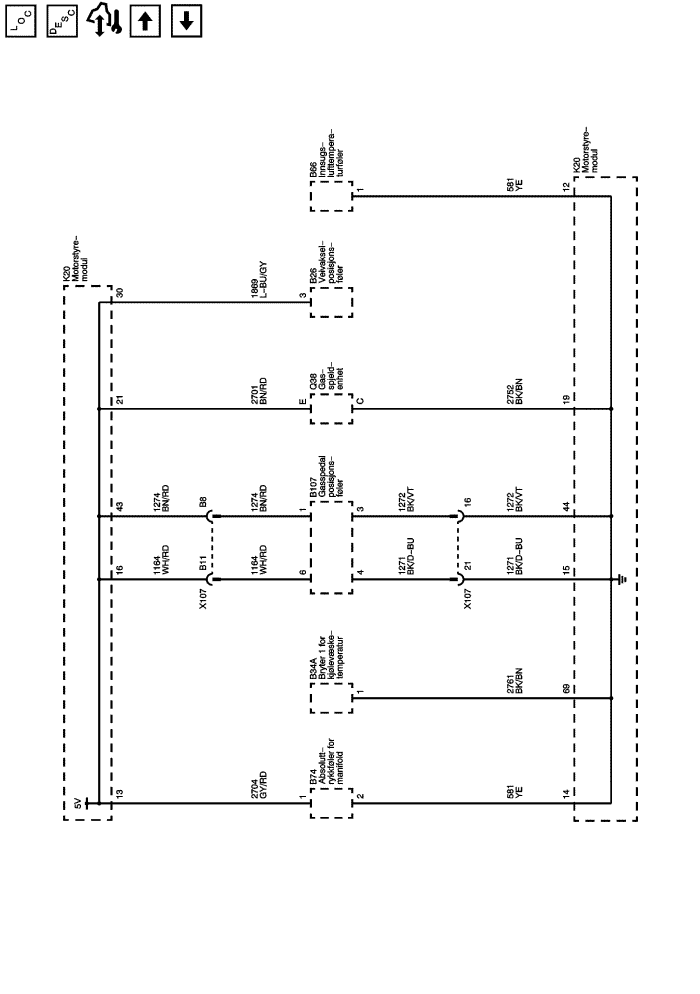 LOC
DESC
K20
Motorstyre–
modul
5V
13
16
43
21
30
2704
GY/RD
1164
WH/RD
1274
BN/RD
X107
B11
B8
1164
WH/RD
1274
BN/RD
2701
BN/RD
1869
L–BU/GY
1
6
1
E
3
B74
Absolutt–
rykkføler for
manifold
B34A
Bryter 1 for
kjølevæske–
temperatur
B107
Gasspedal
posisjons–
føler
Q38
Gas–
spjeld–
enhet
B26
Veivaksel–
posisjons–
føler
B66
Innsugs–
lufttempera–
turføler
2
1
4
3
C
1
1271
BK/D–BU
1272
BK/VT
X107
21
16
581
YE
2761
BK/BN
1271
BK/D–BU
1272
BK/VT
2752
BK/BN
581
YE
14
69
15
44
19
12
K20
Motorstyre–
modul